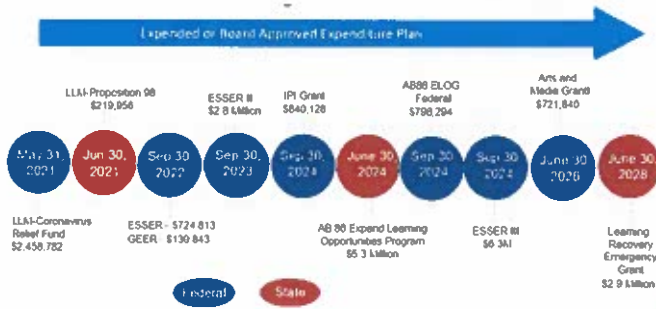 Expended or Board Approved Expenditure Plan
LLM-Proposition 98
$219,956
ESSER II
$2.8 Million
IPI Grant
$840,128
AB86 ELOG
Federal
$798,294
Arts and
Media Grant
$721,840
May 31,
2021
Jun 30,
2021
Sep 30
2022
Sep 30,
2023
Sep 30,
2024
June 30,
2024
Sep 30
2024
Sep 30,
2024
June 30
2026
June 30,
2028
LLM-Coronavirus
Relief Fund
$2,458,782
ESSER - $724 813
GEER - $130 843
AB 86 Expand Learning
Opportunities Program
$5.3 Million
ESSER III
Learning
Recovery
Emergency
Grant
$2.9 Million
Federal
State